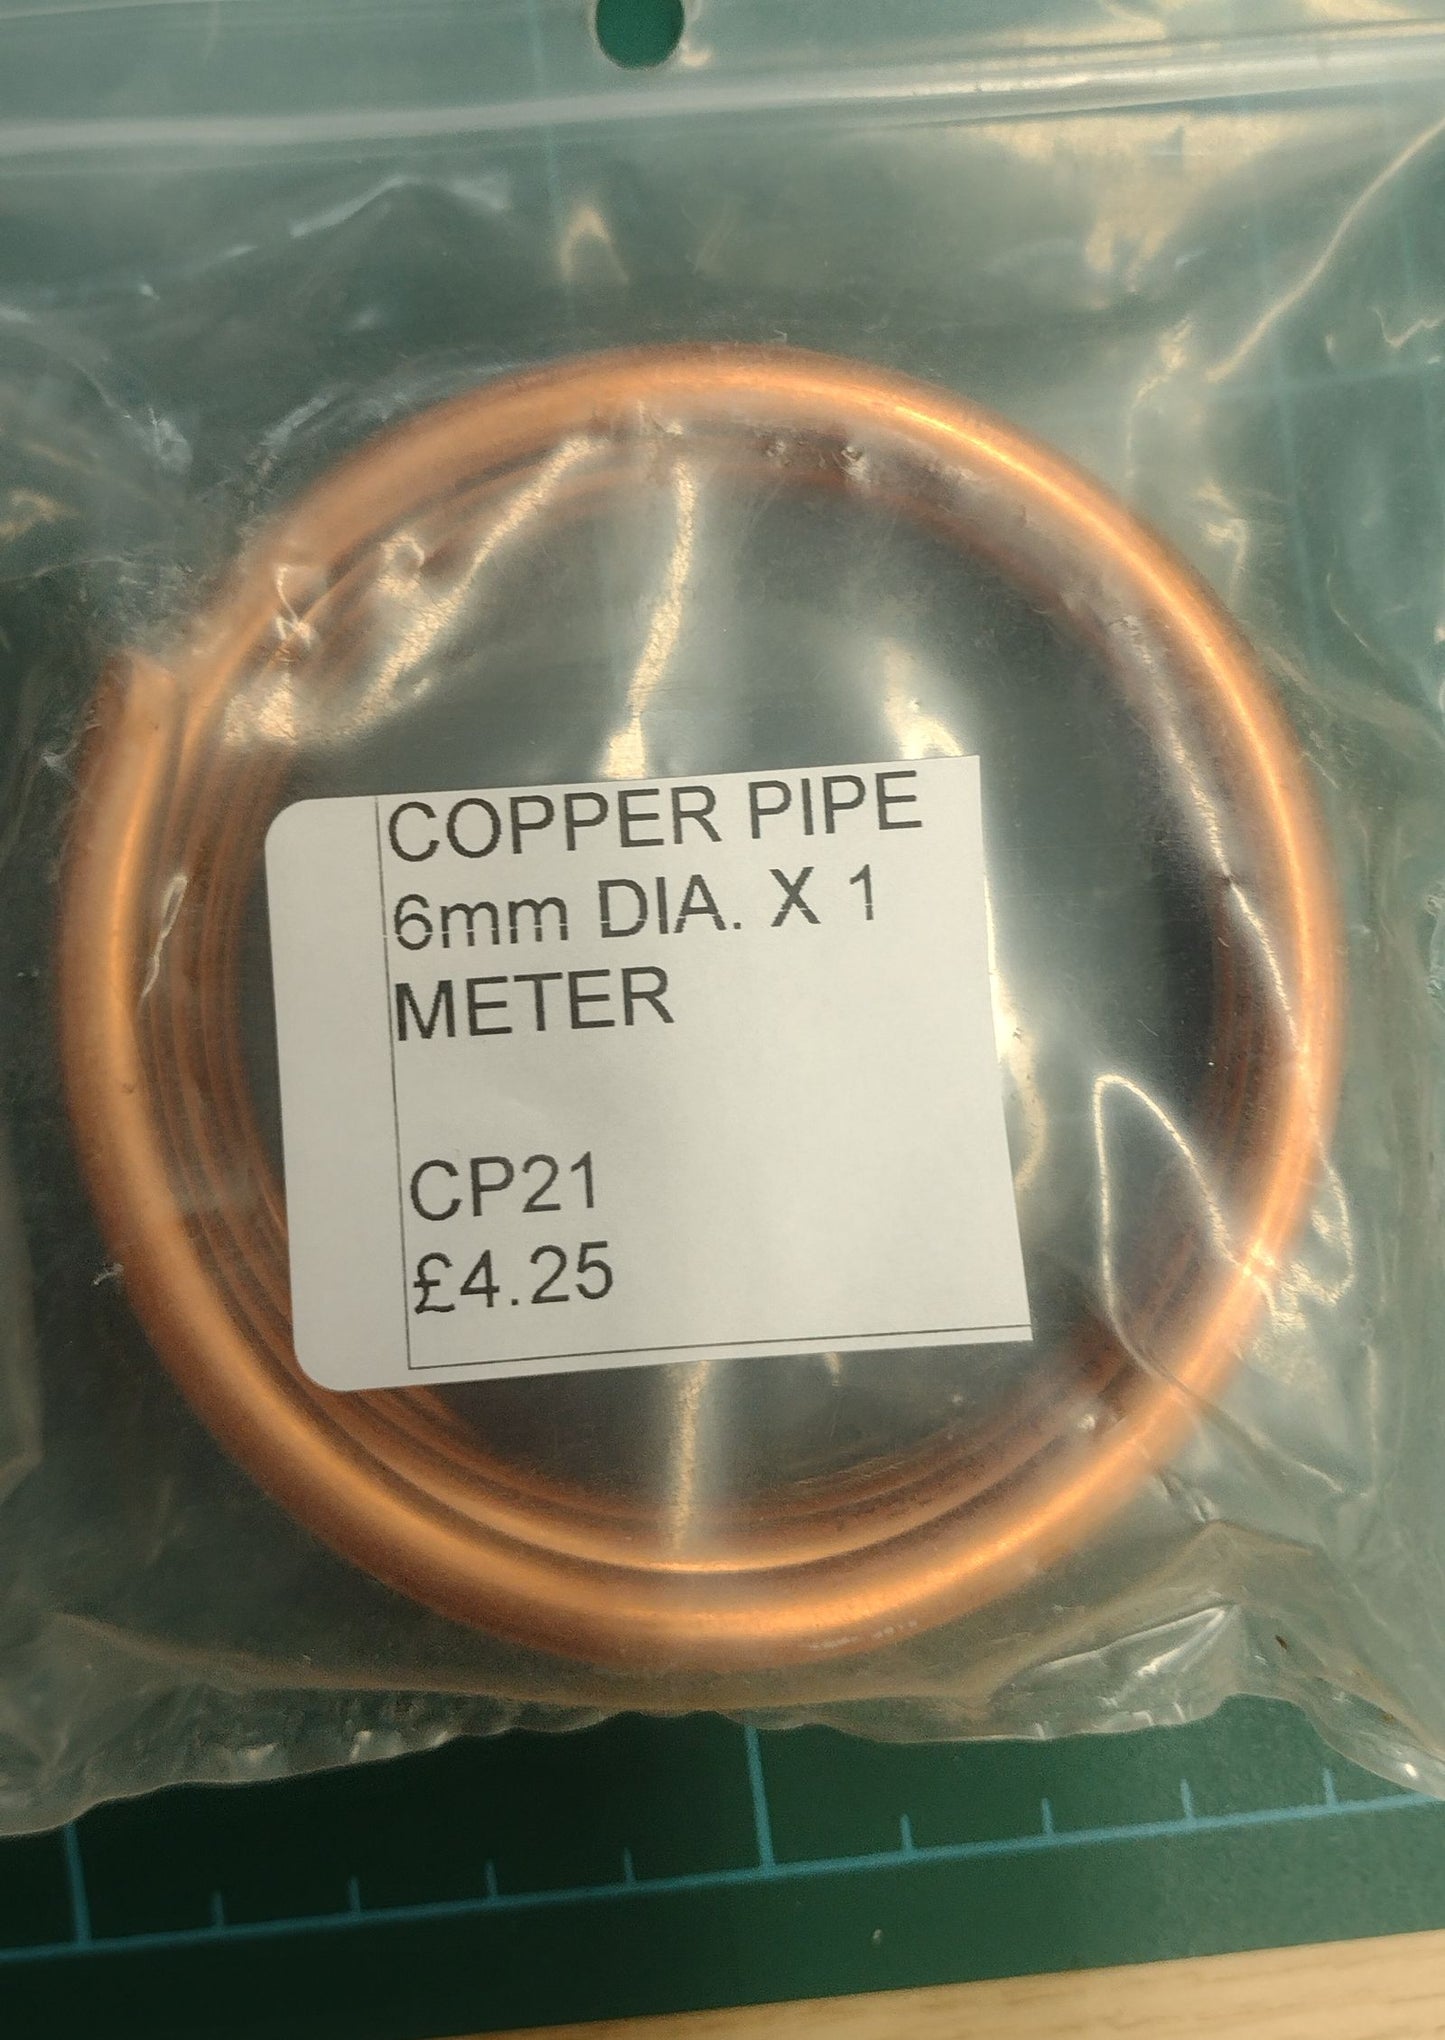 COPPER PIPE
6mm DIA. X 1
METER
CP21
£4.25